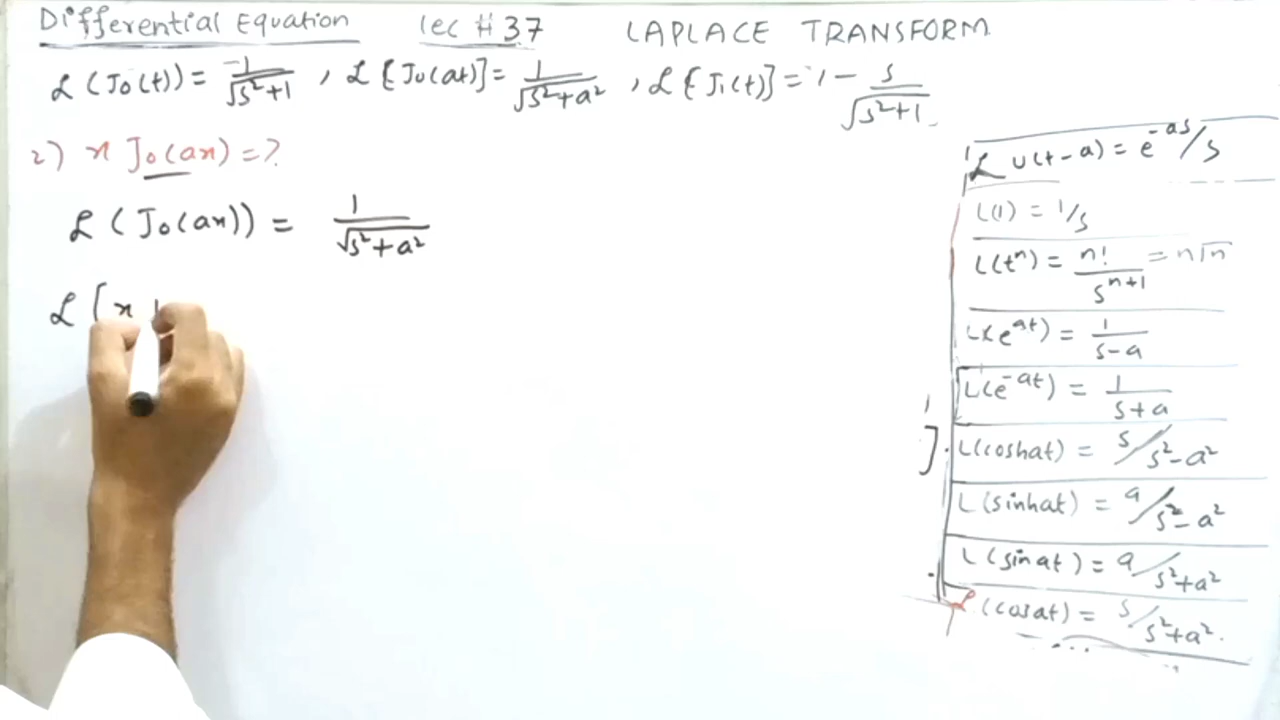 Differential Equation lec # 37 LAPLACE TRANSFORM
ℒ(J₀(t)) = 1/√s²+1 , ℒ{J₀(at)] = 1/√s²+a² , ℒ{J₁(t)] = 1 - s/√s²+1
2) x J₀(ax) = ?
ℒ(J₀(ax)) = 1/√s²+a²
ℒ[x
ℒ U(t-a) = e^-as/s
L(1) = 1/s
L(tⁿ) = n!/s^n+1 = n√n
L(e^at) = 1/s-a
L(e^-at) = 1/s+a
L(coshat) = s/s²-a²
L(sinhat) = a/s²-a²
L(sinat) = a/s²+a²
ℒ(cosat) = s/s²+a².